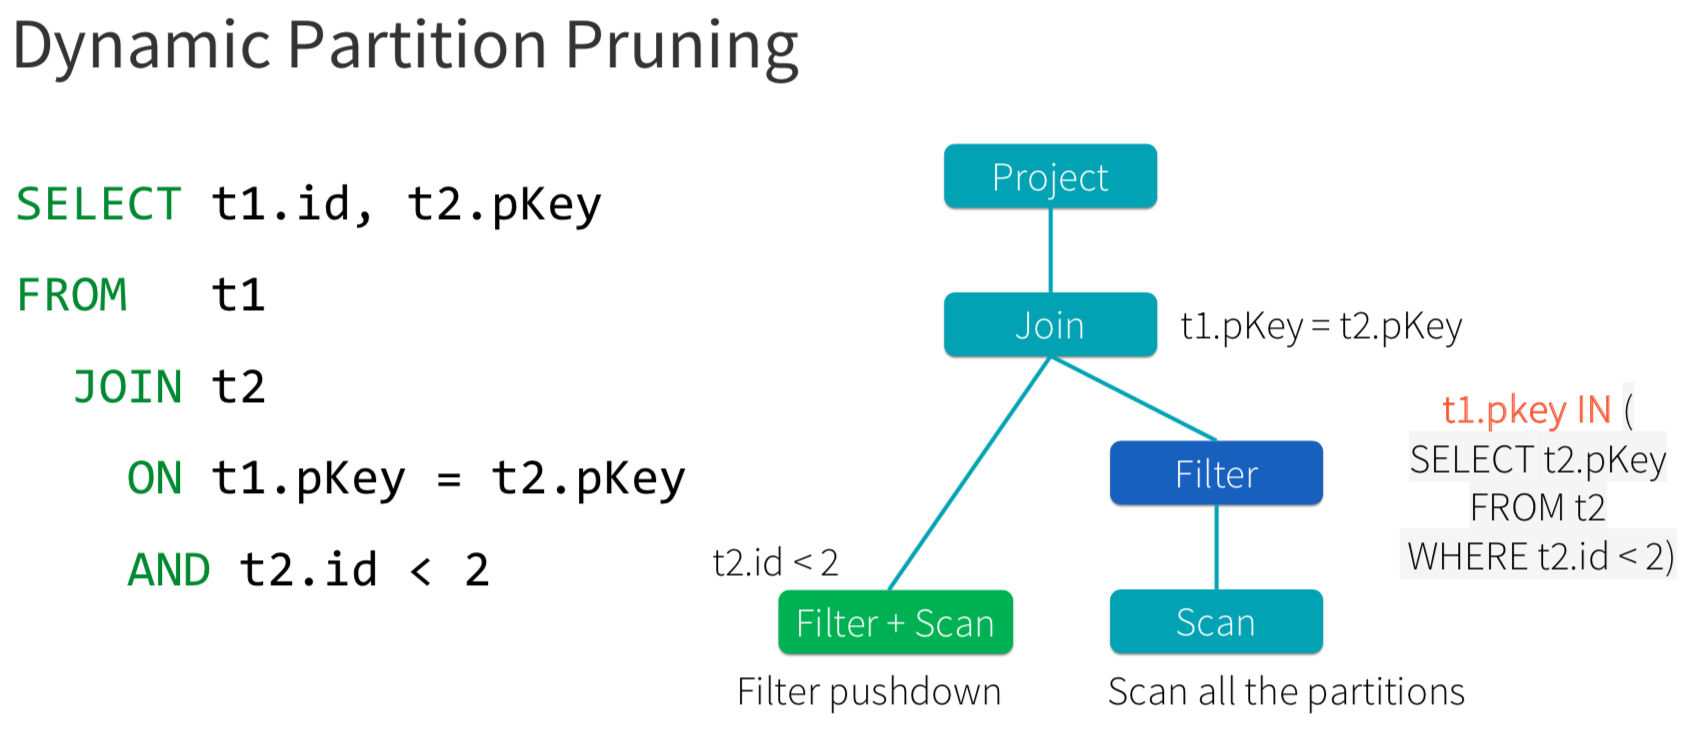 Dynamic Partition Pruning
SELECT t1.id, t2.pKey
FROM t1
JOIN t2
ON t1.pKey = t2.pKey
AND t2.id < 2
Project
Join
t1.pKey = t2.pKey
t1.pkey IN (
SELECT t2.pKey
FROM t2
WHERE t2.id < 2)
Filter
t2.id < 2
Filter + Scan
Scan
Filter pushdown
Scan all the partitions